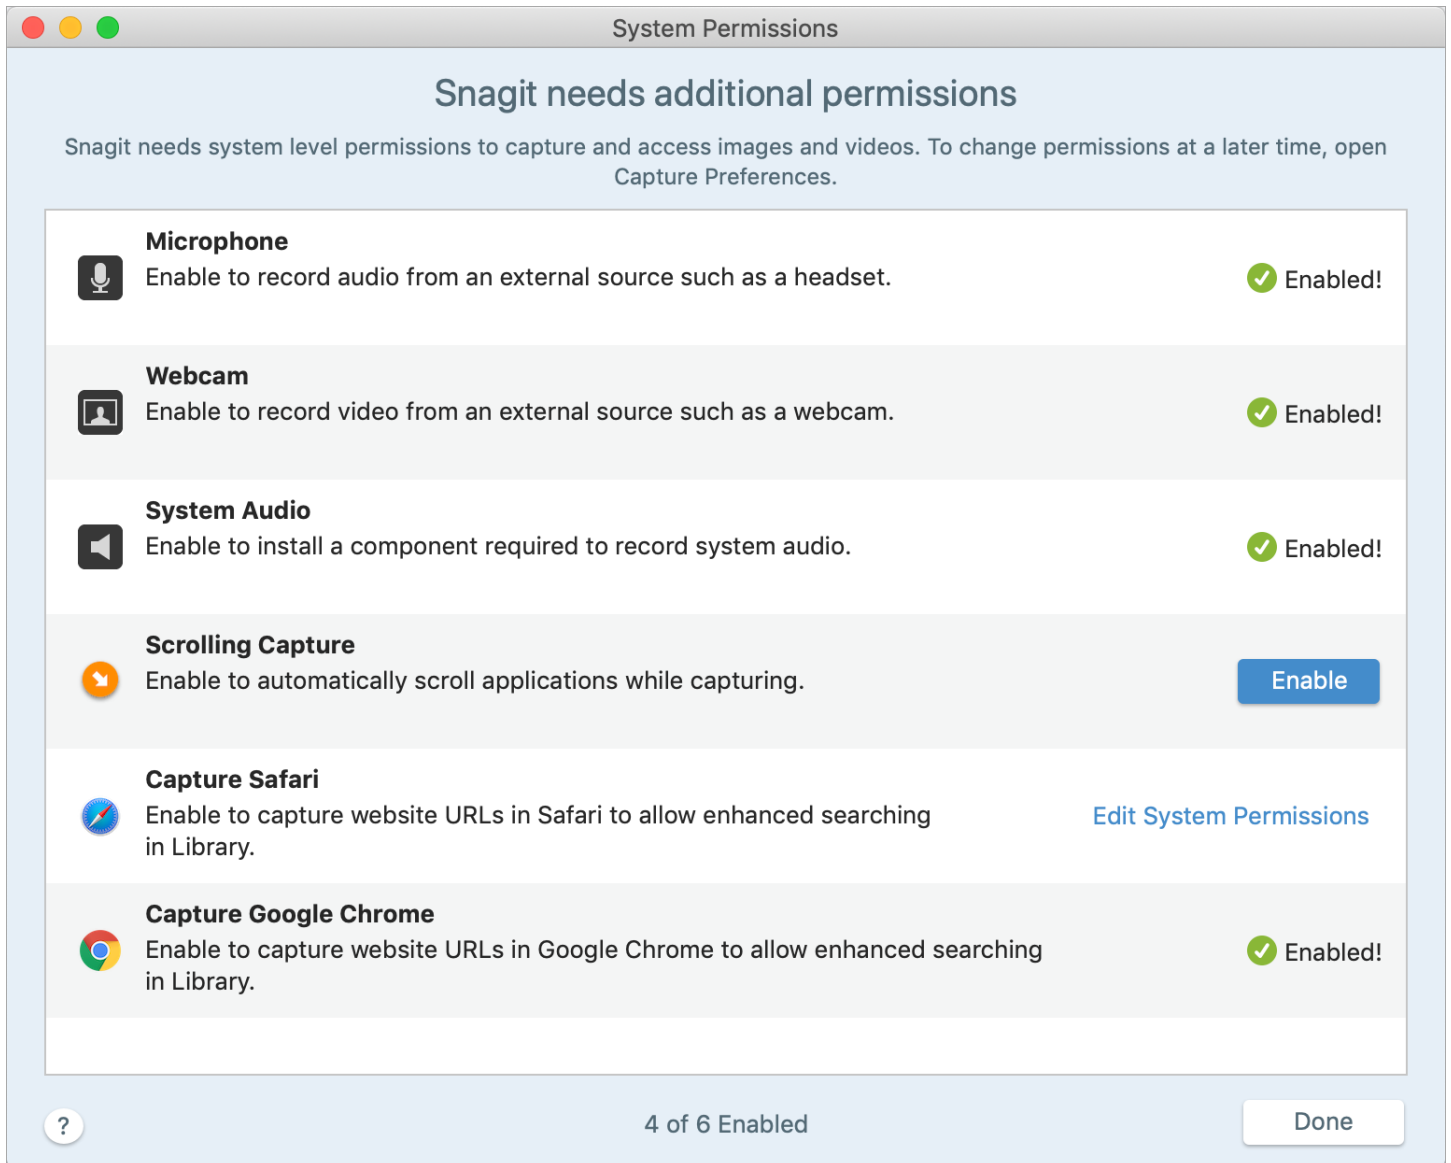 System Permissions
Snagit needs additional permissions
Snagit needs system level permissions to capture and access images and videos. To change permissions at a later time, open
Capture Preferences.
Microphone
Enable to record audio from an external source such as a headset.
Enabled!
Webcam
Enable to record video from an external source such as a webcam.
Enabled!
System Audio
Enable to install a component required to record system audio.
Enabled!
Scrolling Capture
Enable to automatically scroll applications while capturing.
Enable
Capture Safari
Enable to capture website URLs in Safari to allow enhanced searching
in Library.
Edit System Permissions
Capture Google Chrome
Enable to capture website URLs in Google Chrome to allow enhanced searching
in Library.
Enabled!
?
4 of 6 Enabled
Done